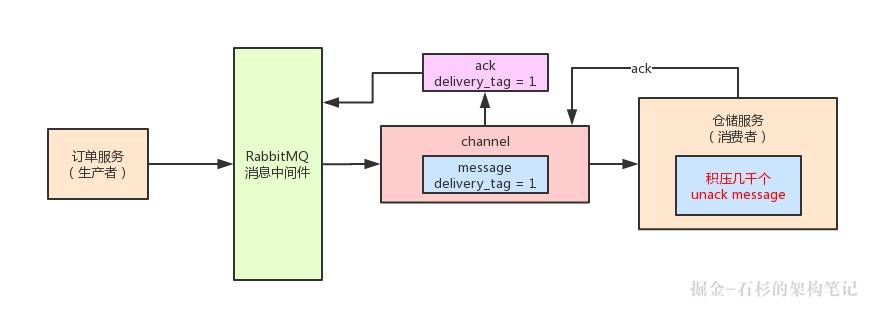 订单服务
（生产者）
RabbitMQ
消息中间件
ack
delivery_tag = 1
channel
message
delivery_tag = 1
ack
仓储服务
（消费者）
积压几千个
unack message
掘金-石杉的架构笔记